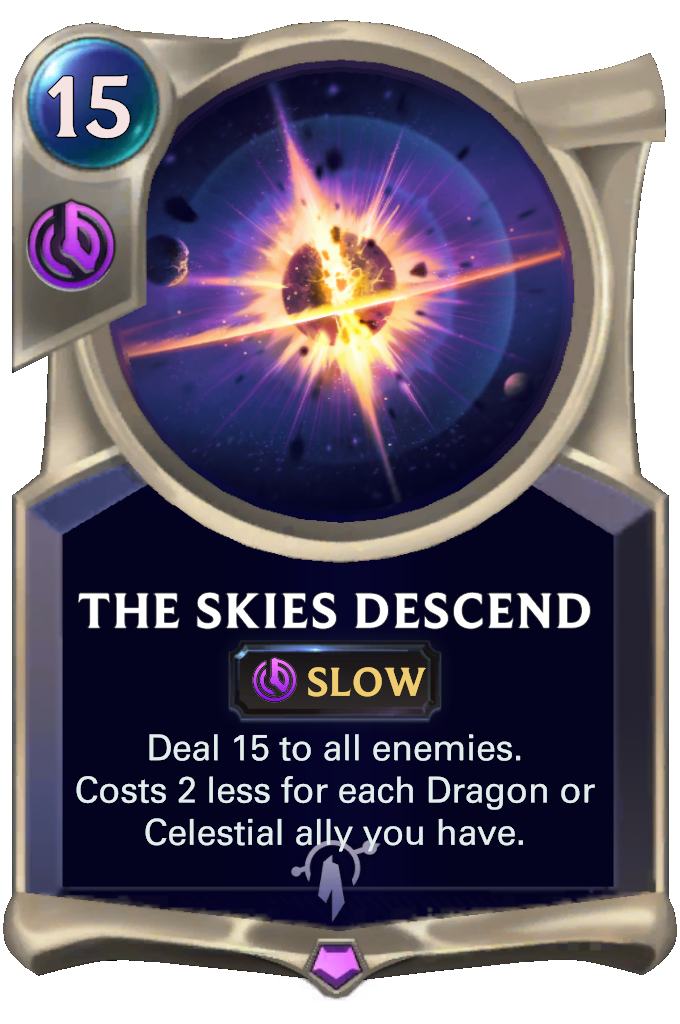 15
THE SKIES DESCEND
SLOW
Deal 15 to all enemies.
Costs 2 less for each Dragon or
Celestial ally you have.